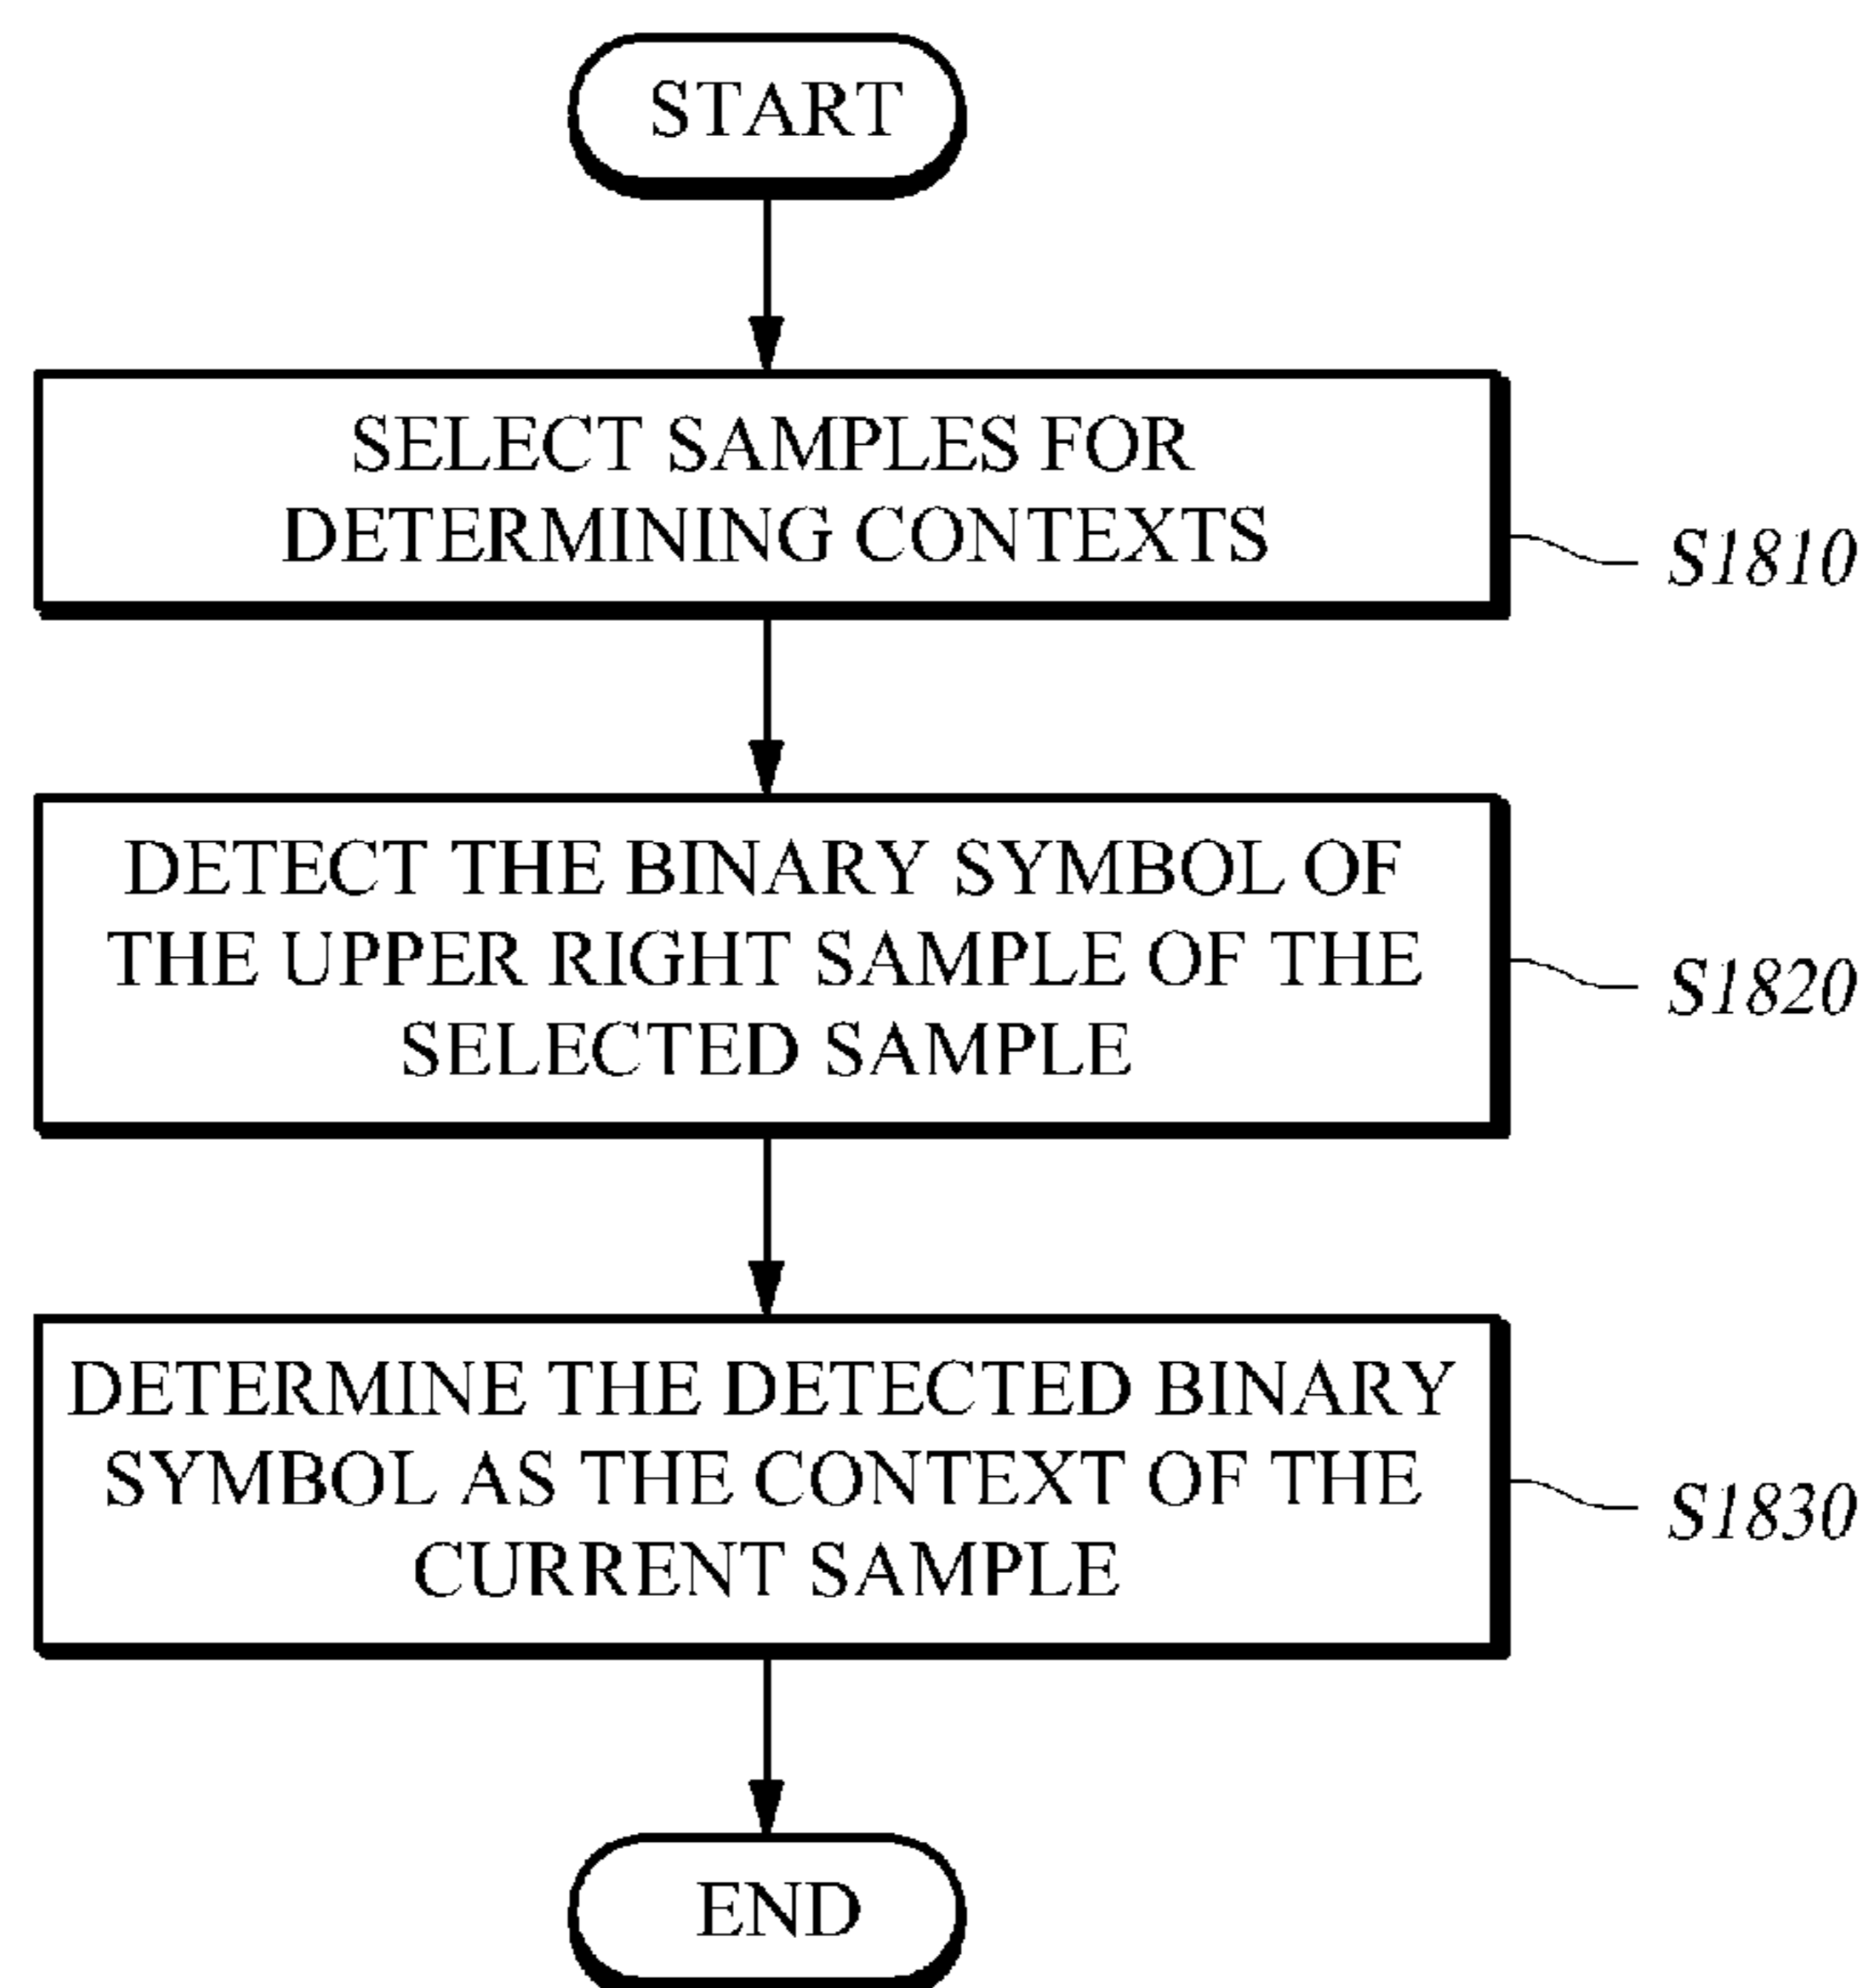 START
SELECT SAMPLES FOR
DETERMINING CONTEXTS
S1810
DETECT THE BINARY SYMBOL OF
THE UPPER RIGHT SAMPLE OF THE
SELECTED SAMPLE
S1820
DETERMINE THE DETECTED BINARY
SYMBOL AS THE CONTEXT OF THE
CURRENT SAMPLE
S1830
END